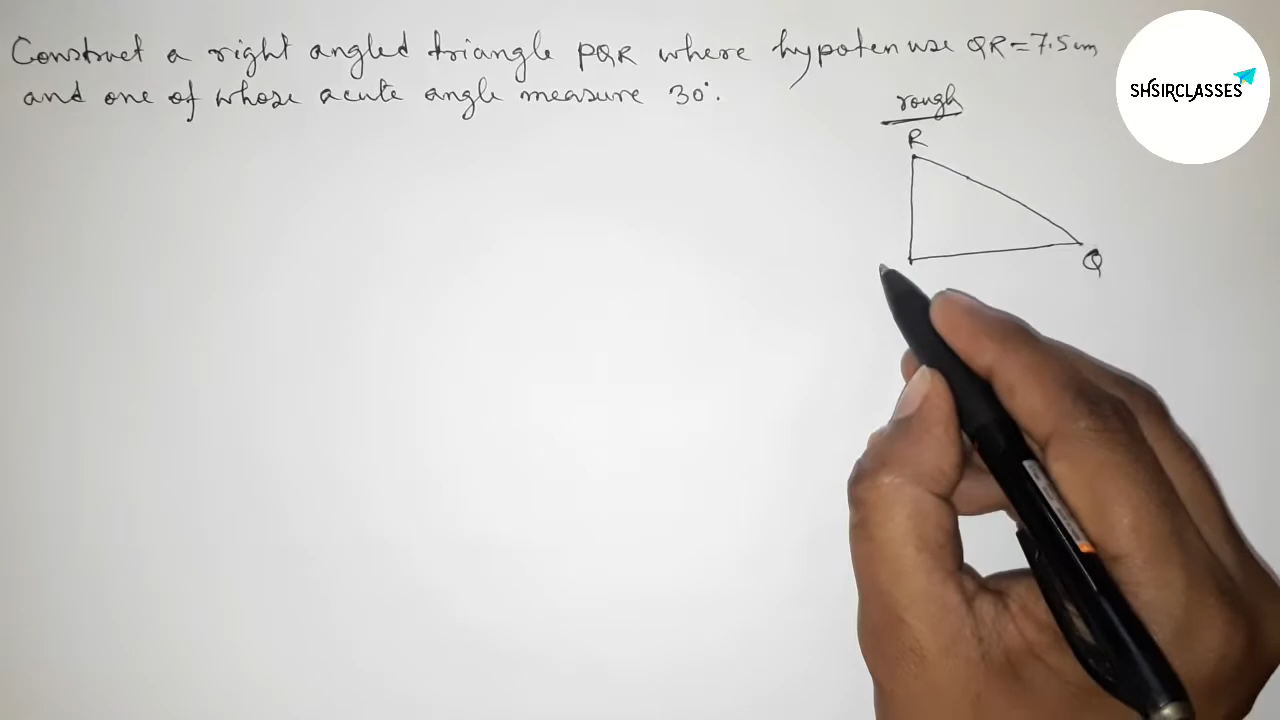 Construct a right angled triangle PQR where hypotenuse QR=7.5cm
and one of whose acute angle measure 30°.
SHSIRCLASSES
rough
R
Q